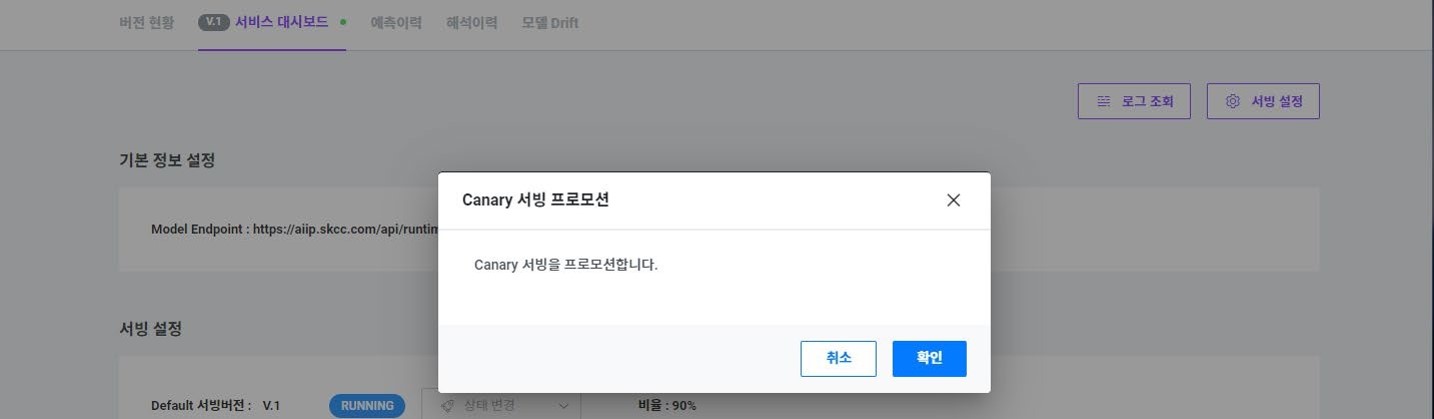 버전 현황 V.1 서비스 대시보드 예측이력 해석이력 모델 Drift
로그 조회 서빙 설정
기본 정보 설정
Canary 서빙 프로모션
Model Endpoint : https://aiip.skcc.com/api/runtim
Canary 서빙을 프로모션합니다.
서빙 설정
취소 확인
Default 서빙버전 : V.1 RUNNING 상태 변경 비율 : 90%